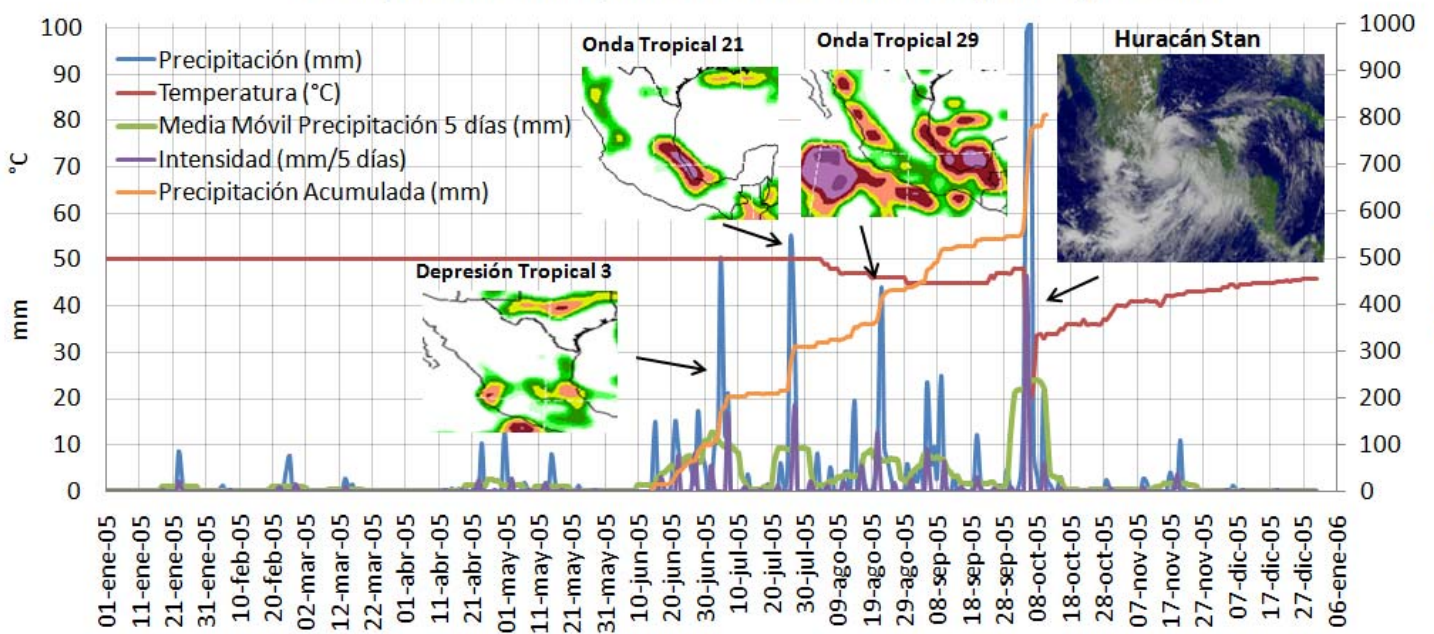 Onda Tropical 21
Onda Tropical 29
Huracán Stan
Depresión Tropical 3
Precipitación (mm)
Temperatura (°C)
Media Móvil Precipitación 5 días (mm)
Intensidad (mm/5 días)
Precipitación Acumulada (mm)
°C
mm
100
90
80
70
60
50
40
30
20
10
0
1000
900
800
700
600
500
400
300
200
100
0
01-ene-05
11-ene-05
21-ene-05
31-ene-05
10-feb-05
20-feb-05
02-mar-05
12-mar-05
22-mar-05
01-abr-05
11-abr-05
21-abr-05
01-may-05
11-may-05
21-may-05
31-may-05
10-jun-05
20-jun-05
30-jun-05
10-jul-05
20-jul-05
30-jul-05
09-ago-05
19-ago-05
29-ago-05
08-sep-05
18-sep-05
28-sep-05
08-oct-05
18-oct-05
28-oct-05
07-nov-05
17-nov-05
27-nov-05
07-dic-05
17-dic-05
27-dic-05
06-ene-06